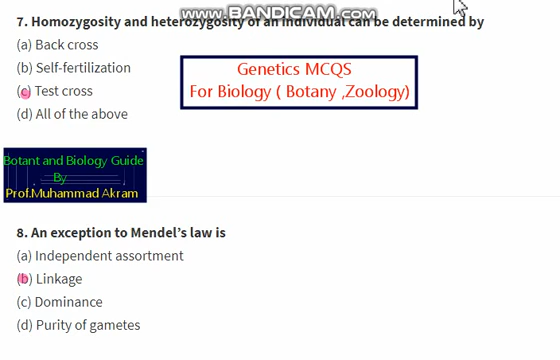 www.BANDICAM.com
7. Homozygosity and heterozygosity of an individual can be determined by
(a) Back cross
(b) Self-fertilization
(c) Test cross
(d) All of the above
Genetics MCQS
For Biology ( Botany ,Zoology)
Botant and Biology Guide
By
Prof.Muhammad Akram
8. An exception to Mendel’s law is
(a) Independent assortment
(b) Linkage
(c) Dominance
(d) Purity of gametes